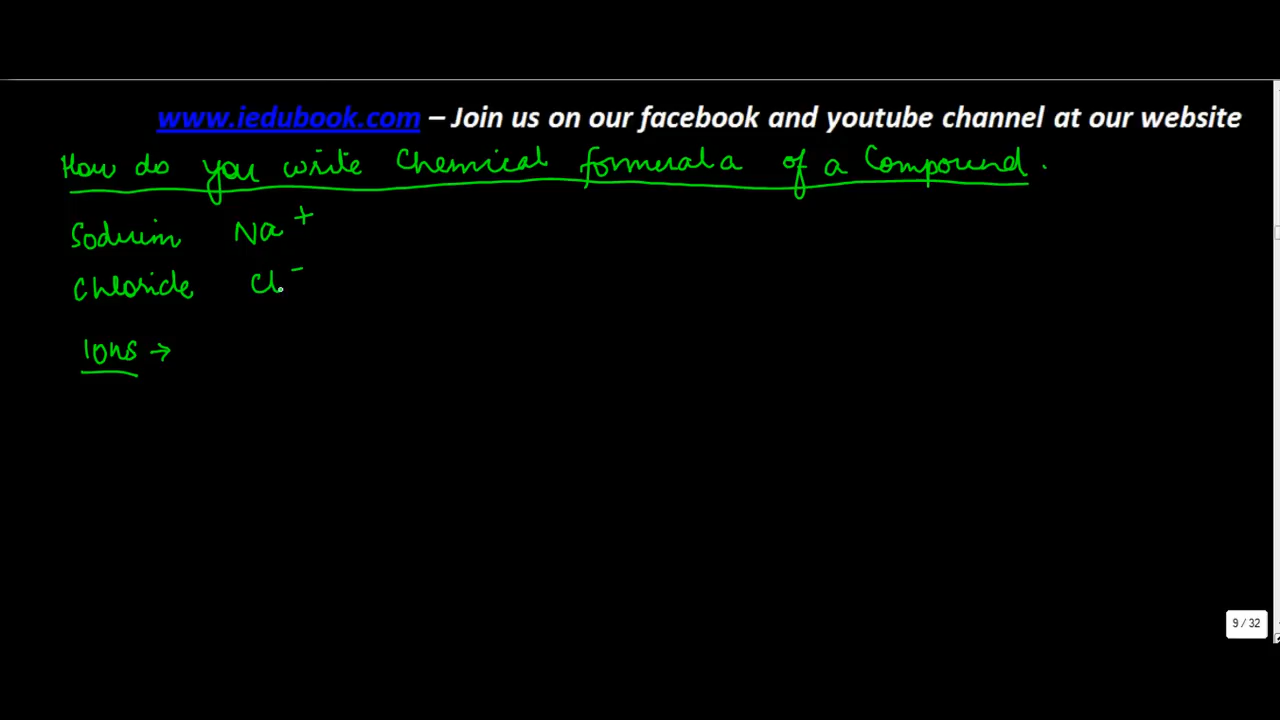 www.iedubook.com – Join us on our facebook and youtube channel at our website
How do you write Chemical formula of a Compound.
Sodium Na+
Chloride Cl-
Ions →
9 / 32